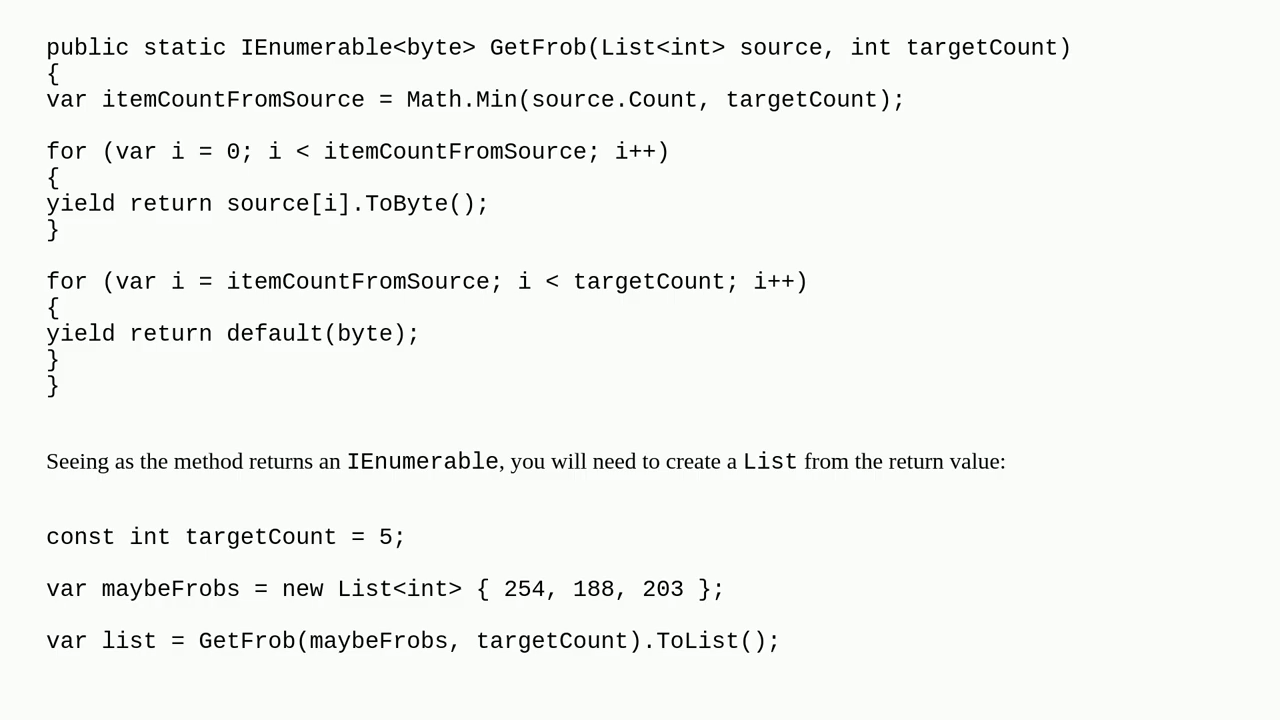 public static IEnumerable<byte> GetFrob(List<int> source, int targetCount)
{
var itemCountFromSource = Math.Min(source.Count, targetCount);
for (var i = 0; i < itemCountFromSource; i++)
{
yield return source[i].ToByte();
}
for (var i = itemCountFromSource; i < targetCount; i++)
{
yield return default(byte);
}
}
Seeing as the method returns an IEnumerable, you will need to create a List from the return value:
const int targetCount = 5;
var maybeFrobs = new List<int> { 254, 188, 203 };
var list = GetFrob(maybeFrobs, targetCount).ToList();